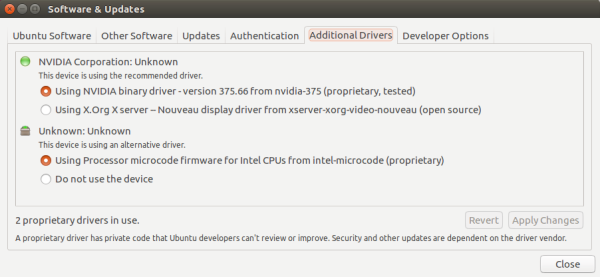 Software & Updates
Ubuntu Software Other Software Updates Authentication Additional Drivers Developer Options
NVIDIA Corporation: Unknown
This device is using the recommended driver.
Using NVIDIA binary driver - version 375.66 from nvidia-375 (proprietary, tested)
Using X.Org X server -- Nouveau display driver from xserver-xorg-video-nouveau (open source)
Unknown: Unknown
This device is using an alternative driver.
Using Processor microcode firmware for Intel CPUs from intel-microcode (proprietary)
Do not use the device
2 proprietary drivers in use.
Revert Apply Changes
A proprietary driver has private code that Ubuntu developers can't review or improve. Security and other updates are dependent on the driver vendor.
Close